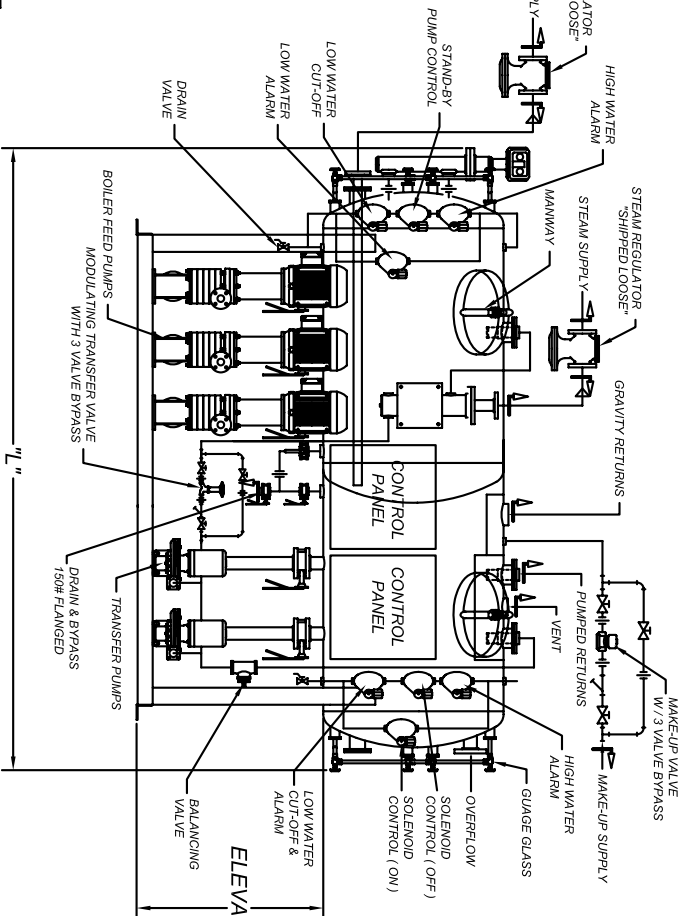 ATOR
OOSE"
PLY
HIGH WATER
ALARM
STAND-BY
PUMP CONTROL
LOW WATER
CUT-OFF
LOW WATER
ALARM
DRAIN
VALVE
STEAM REGULATOR
"SHIPPED LOOSE"
STEAM SUPPLY
MANWAY
GRAVITY RETURNS
MAKE-UP VALVE
W / 3 VALVE BYPASS
MAKE-UP SUPPLY
PUMPED RETURNS
VENT
CONTROL
PANEL
CONTROL
PANEL
HIGH WATER
ALARM
GUAGE GLASS
OVERFLOW
SOLENOID
CONTROL ( OFF )
SOLENOID
CONTROL ( ON )
LOW WATER
CUT-OFF &
ALARM
BALANCING
VALVE
TRANSFER PUMPS
DRAIN & BYPASS
150# FLANGED
MODULATING TRANSFER VALVE
WITH 3 VALVE BYPASS
BOILER FEED PUMPS
"L"
ELEVA